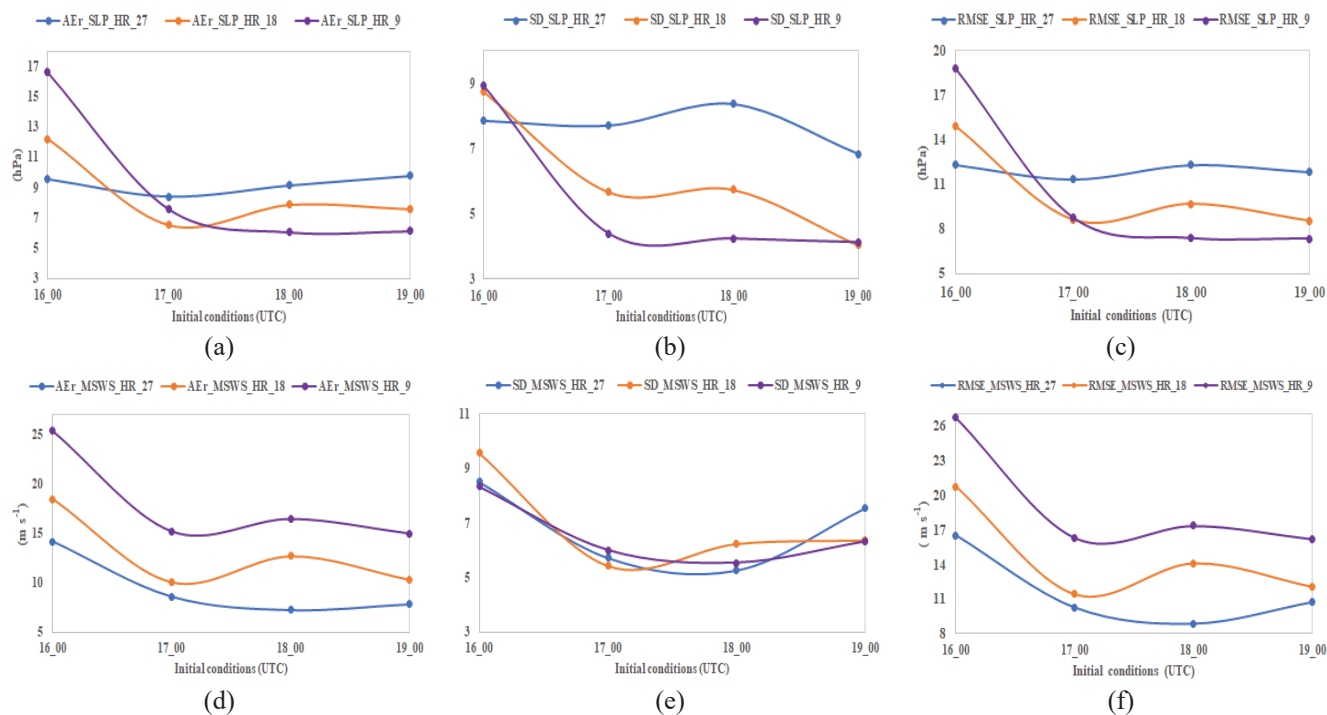 AEr_SLP_HR_27 AEr_SLP_HR_18 AEr_SLP_HR_9
17
15
13
11
9
7
5
3
(hPa)
16_00 17_00 18_00 19_00
Initial conditions (UTC)
(a)
SD_SLP_HR_27 SD_SLP_HR_18 SD_SLP_HR_9
9
7
5
3
16_00 17_00 18_00 19_00
Initial conditions (UTC)
(b)
RMSE_SLP_HR_27 RMSE_SLP_HR_18 RMSE_SLP_HR_9
20
17
14
11
8
5
(hPa)
16_00 17_00 18_00 19_00
Initial conditions (UTC)
(c)
AEr_MSWS_HR_27 AEr_MSWS_HR_18 AEr_MSWS_HR_9
25
20
15
10
5
(m s⁻¹)
16_00 17_00 18_00 19_00
Initial conditions (UTC)
(d)
SD_MSWS_HR_27 SD_MSWS_HR_18 SD_MSWS_HR_9
11
9
7
5
3
16_00 17_00 18_00 19_00
Initial conditions (UTC)
(e)
RMSE_MSWS_HR_27 RMSE_MSWS_HR_18 RMSE_MSWS_HR_9
26
23
20
17
14
11
8
( m s⁻¹)
16_00 17_00 18_00 19_00
Initial conditions (UTC)
(f)